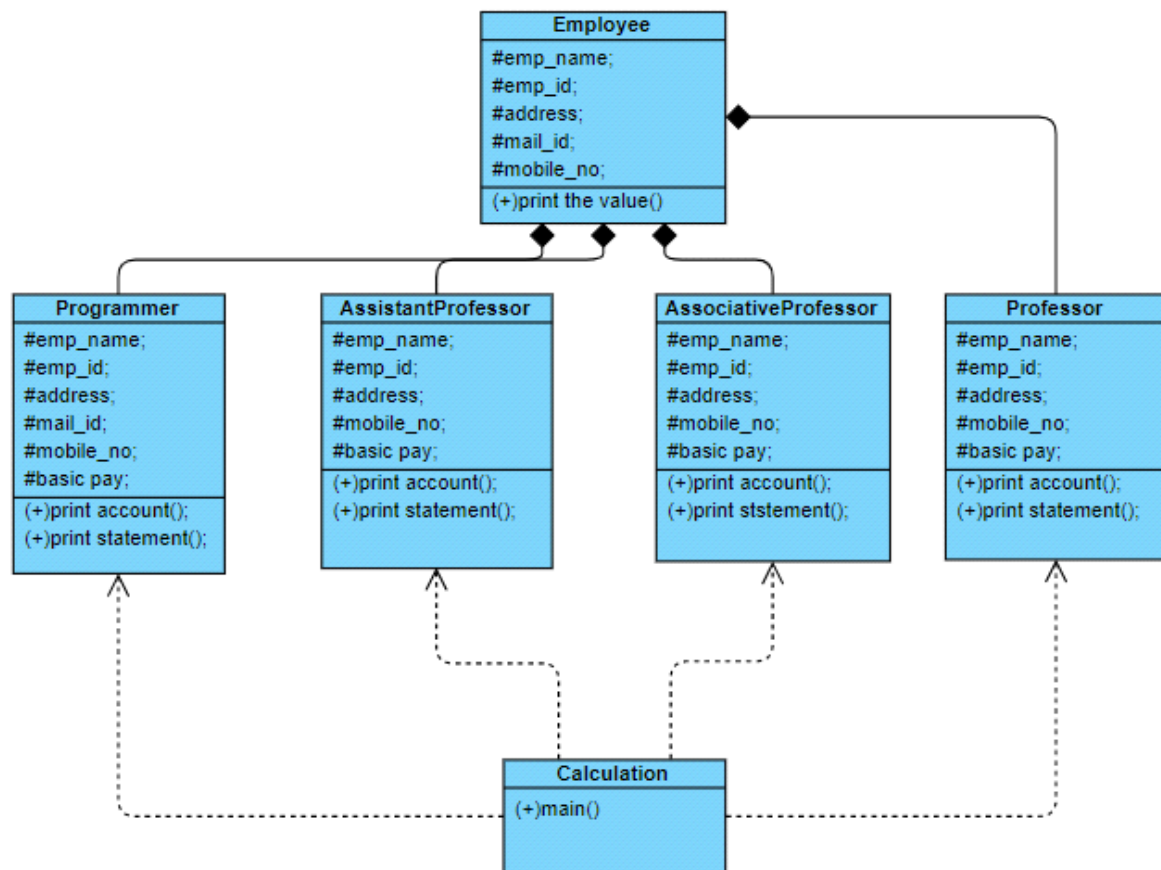 Employee
#emp_name;
#emp_id;
#address;
#mail_id;
#mobile_no;
(+)print the value()
Programmer
#emp_name;
#emp_id;
#address;
#mail_id;
#mobile_no;
#basic pay;
(+)print account();
(+)print statement();
AssistantProfessor
#emp_name;
#emp_id;
#address;
#mobile_no;
#basic pay;
(+)print account();
(+)print statement();
AssociativeProfessor
#emp_name;
#emp_id;
#address;
#mobile_no;
#basic pay;
(+)print account();
(+)print ststement();
Professor
#emp_name;
#emp_id;
#address;
#mobile_no;
#basic pay;
(+)print account();
(+)print statement();
Calculation
(+)main()